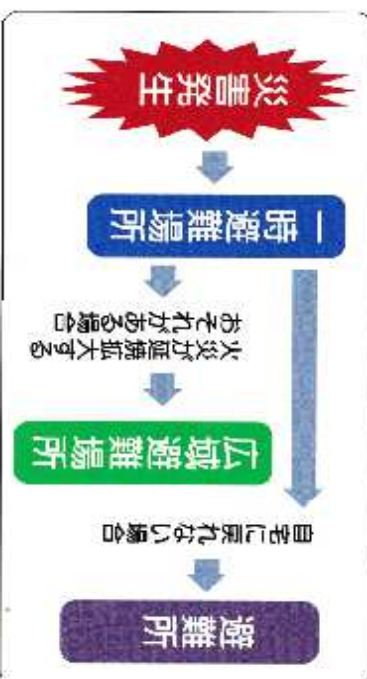 災害発生
一時避難場所
火災が延焼拡大する
おそれがある場合
広域避難場所
自宅に戻れない場合
避難所